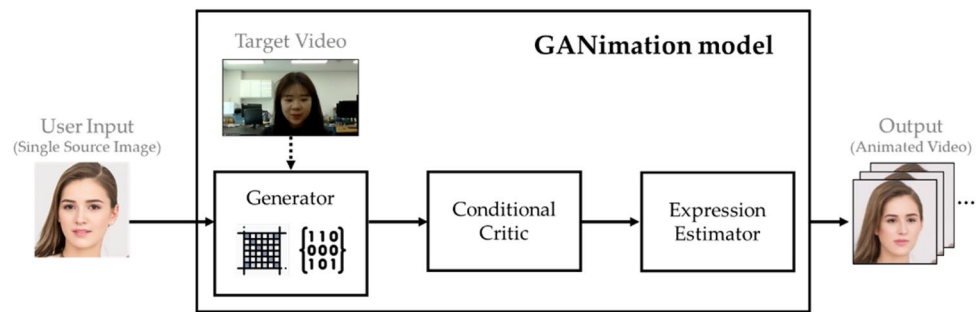 Target Video
GANimation model
User Input
(Single Source Image)
Output
(Animated Video)
Generator
110
000
101
Conditional
Critic
Expression
Estimator
...